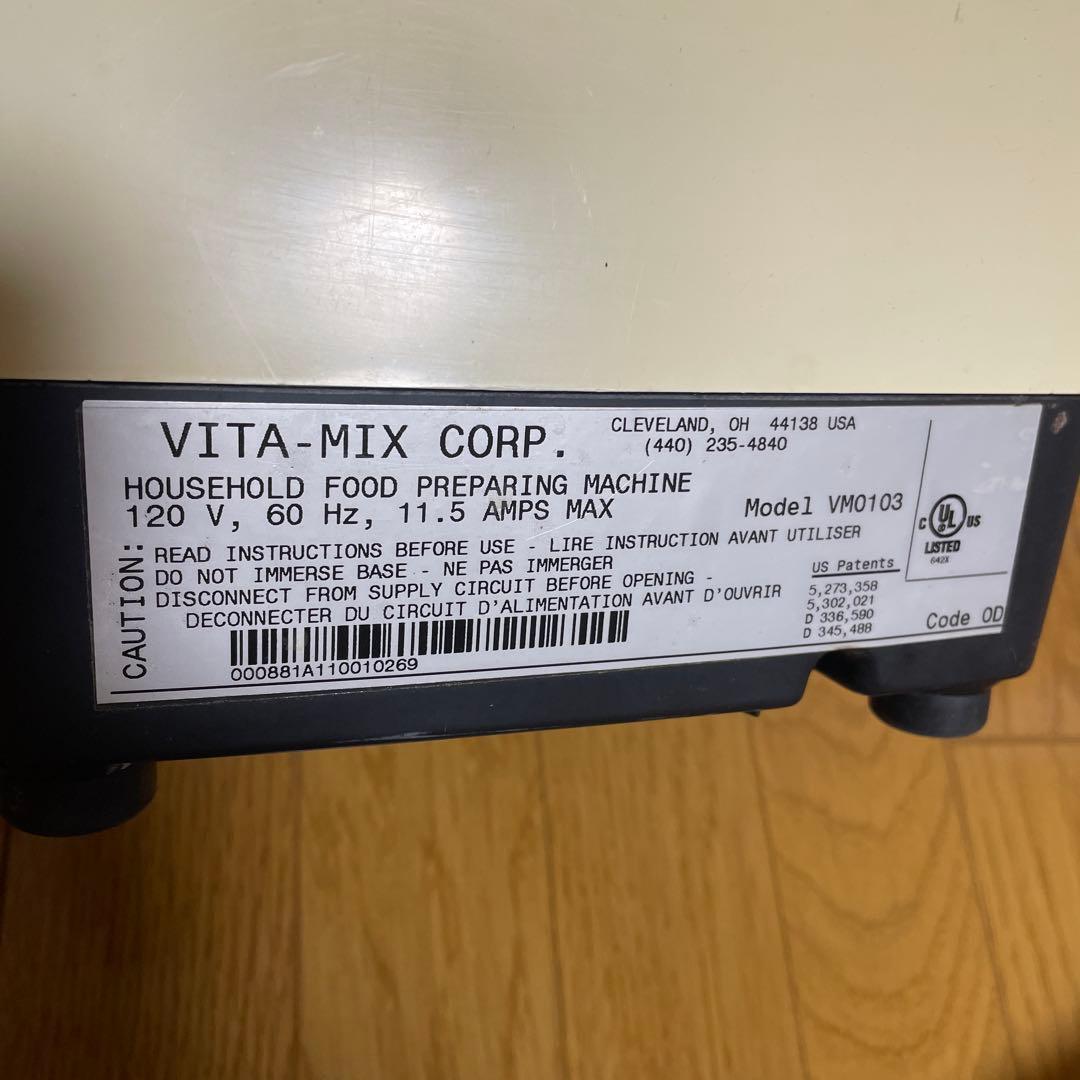 VITA-MIX CORP.
CLEVELAND, OH 44138 USA
(440) 235-4840
HOUSEHOLD FOOD PREPARING MACHINE
120 V, 60 Hz, 11.5 AMPS MAX
Model VM0103
C UL US
LISTED
642X
CAUTION:
READ INSTRUCTIONS BEFORE USE - LIRE INSTRUCTION AVANT UTILISER
DO NOT IMMERSE BASE - NE PAS IMMERGER
DISCONNECT FROM SUPPLY CIRCUIT BEFORE OPENING -
DECONNECTER DU CIRCUIT D'ALIMENTATION AVANT D'OUVRIR
US Patents
5,273,358
5,302,021
D 336,590
D 345,488
Code OD
000881A110010269